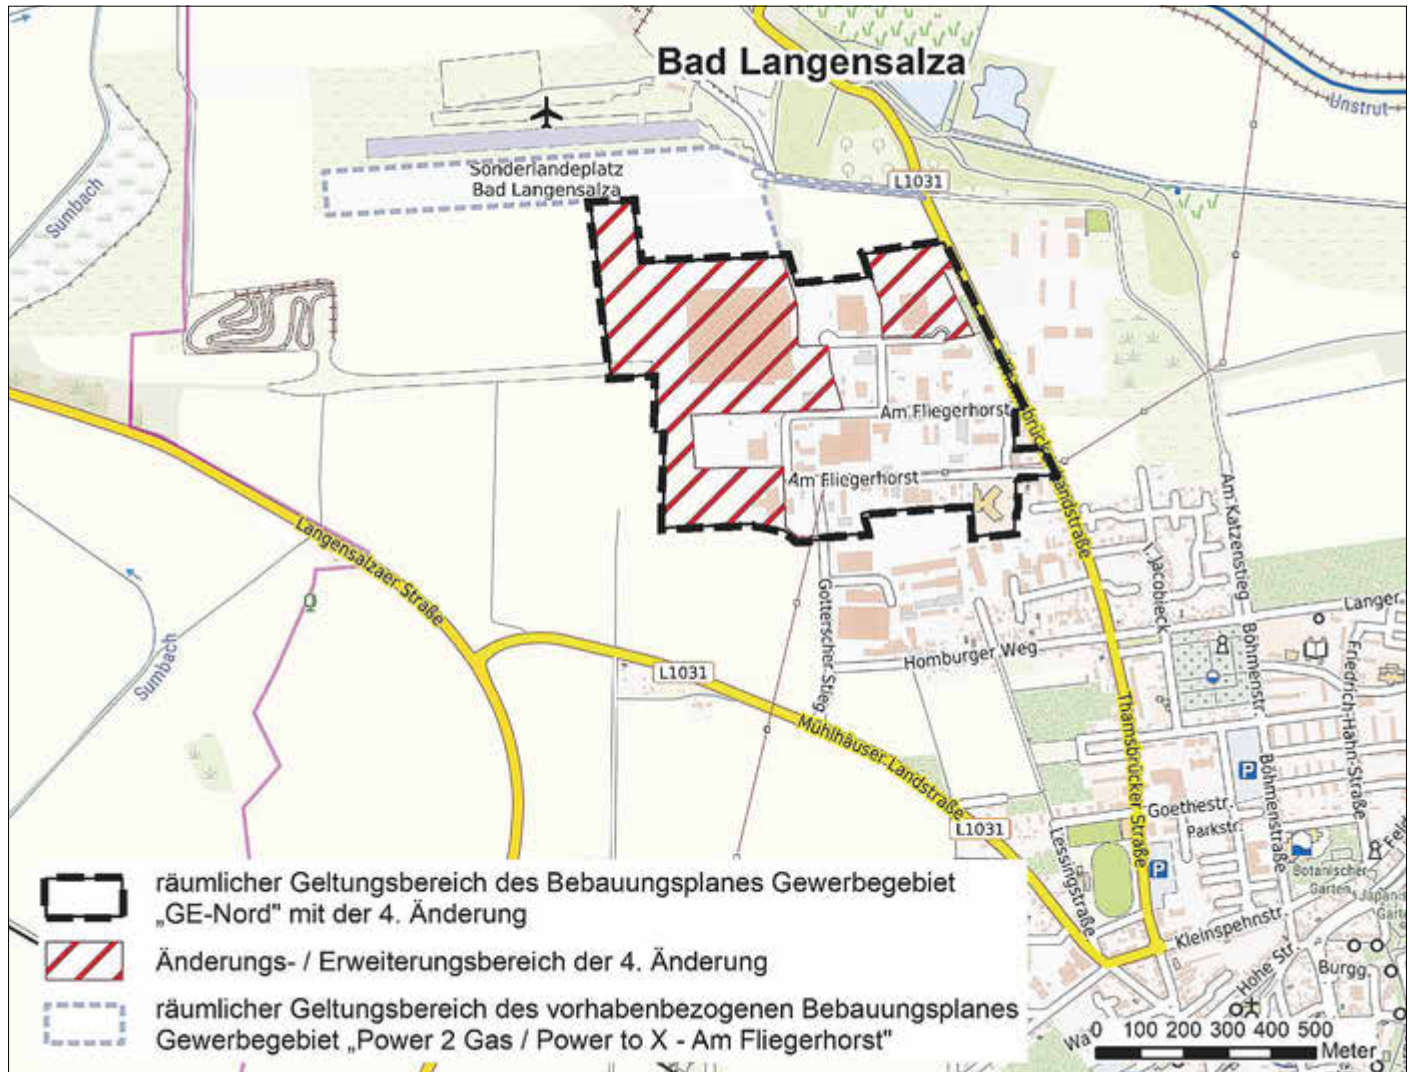 Bad Langensalza
Unstrut
Sonderlandeplatz
Bad Langensalza
L1031
Sumbach
Am Fliegerhorst
Am Fliegerhorst
Landstraße
Am Katzenstieg
Langensalzaer Straße
Sumbach
Gotterscher Stieg
Homburger Weg
Langer
L1031
Mühlhäuser Landstraße
Thamsbrücker Straße
Böhmenstr.
Friedrich-Hahn-Straße
P
Böhmenstraße
Goethestr.
Parkstr.
L1031
Lessingstraße
P
Botanischer
Garten
Kleinspehnstr.
Hohe Str.
Burgg.
räumlicher Geltungsbereich des Bebauungsplanes Gewerbegebiet
„GE-Nord" mit der 4. Änderung
Änderungs- / Erweiterungsbereich der 4. Änderung
räumlicher Geltungsbereich des vorhabenbezogenen Bebauungsplanes
Gewerbegebiet „Power 2 Gas / Power to X - Am Fliegerhorst"
0 100 200 300 400 500
Meter